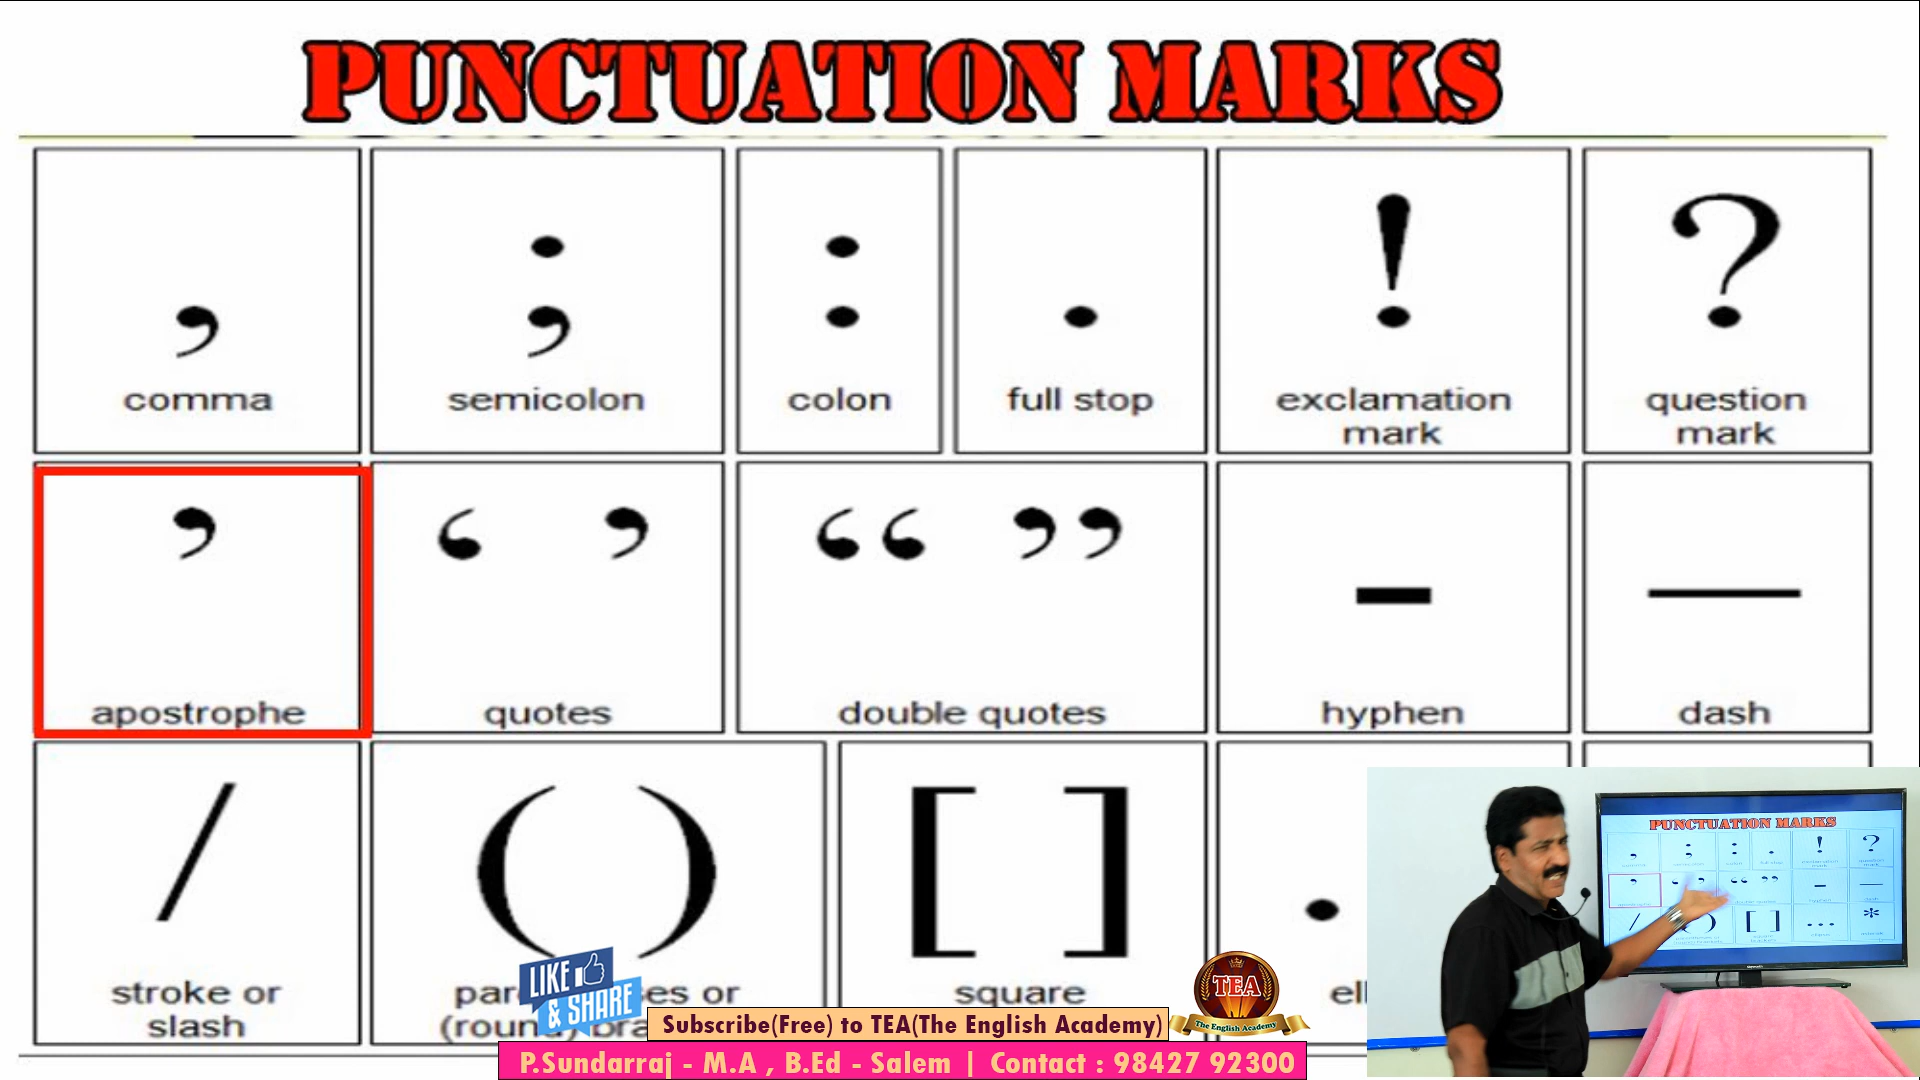 PUNCTUATION MARKS
,
;
:
.
!
?
comma
semicolon
colon
full stop
exclamation
mark
question
mark
’
‘ ’
“ ”
-
—
apostrophe
quotes
double quotes
hyphen
dash
/
( )
[ ]
stroke or
slash
or
square
LIKE
& SHARE
TEA
The English Academy
Subscribe(Free) to TEA(The English Academy)
P.Sundarraj - M.A , B.Ed - Salem | Contact : 98427 92300
PUNCTUATION MARKS